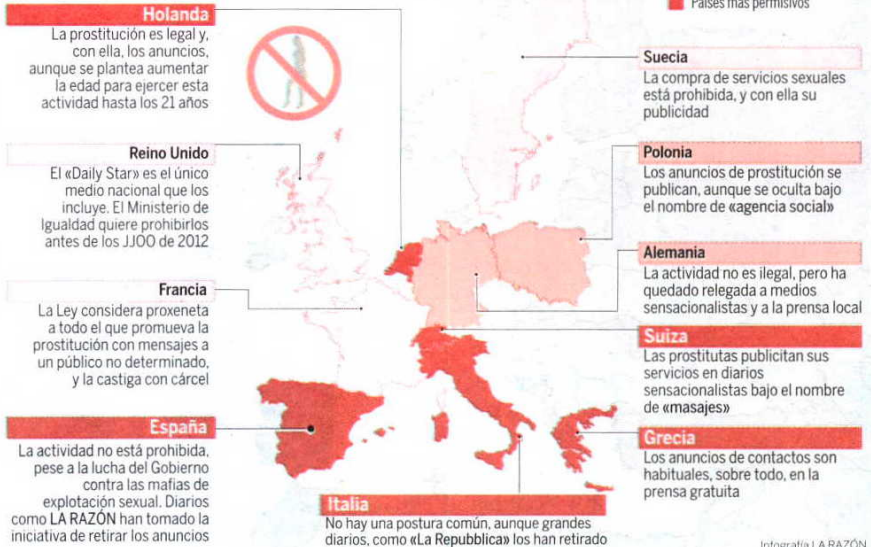 Países más permisivos
Holanda
La prostitución es legal y,
con ella, los anuncios,
aunque se plantea aumentar
la edad para ejercer esta
actividad hasta los 21 años
Reino Unido
El «Daily Star» es el único
medio nacional que los
incluye. El Ministerio de
Igualdad quiere prohibirlos
antes de los JJOO de 2012
Francia
La Ley considera proxeneta
a todo el que promueva la
prostitución con mensajes a
un público no determinado,
y la castiga con cárcel
España
La actividad no está prohibida,
pese a la lucha del Gobierno
contra las mafias de
explotación sexual. Diarios
como LA RAZÓN han tomado la
iniciativa de retirar los anuncios
Suecia
La compra de servicios sexuales
está prohibida, y con ella su
publicidad
Polonia
Los anuncios de prostitución se
publican, aunque se oculta bajo
el nombre de «agencia social»
Alemania
La actividad no es ilegal, pero ha
quedado relegada a medios
sensacionalistas y a la prensa local
Suiza
Las prostitutas publicitan sus
servicios en diarios
sensacionalistas bajo el nombre
de «masajes»
Grecia
Los anuncios de contactos son
habituales, sobre todo, en la
prensa gratuita
Italia
No hay una postura común, aunque grandes
diarios, como «La Repubblica» los han retirado
Infografía LA RAZÓN